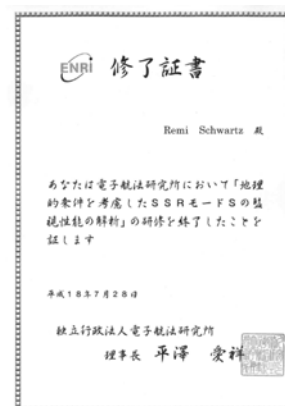 ENRI 修了証書
Remi Schwartz 殿
あなたは電子航法研究所において「地理
的条件を考慮したSSRモードSの監
視性能の解析」の研修を終了したことを
証します
平成18年7月28日
独立行政法人電子航法研究所
理事長 平澤 愛祥